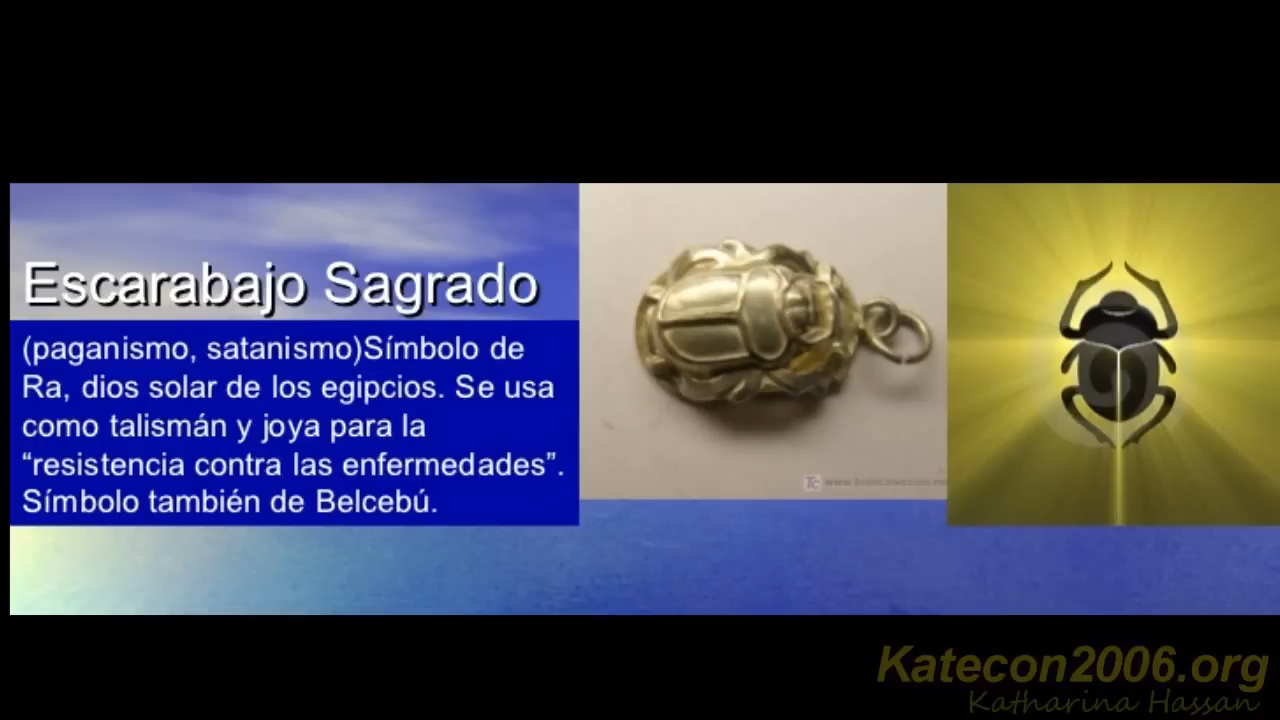 Escarabajo Sagrado
(paganismo, satanismo)Símbolo de
Ra, dios solar de los egipcios. Se usa
como talismán y joya para la
“resistencia contra las enfermedades”.
Símbolo también de Belcebú.
Tc
Katecon2006.org
Katharina Hassan